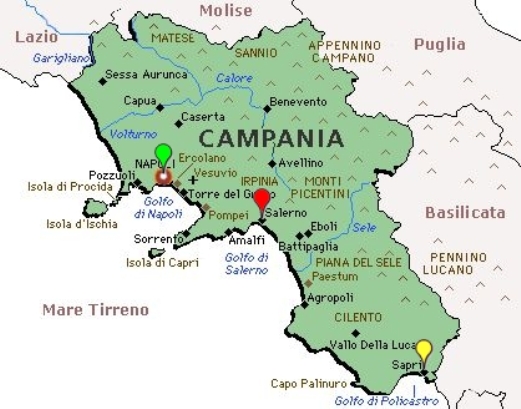 Molise
Lazio
MATESE
Garigliano
SANNIO
APPENNINO
CAMPANO
Puglia
Sessa Aurunca
Calore
Capua
Benevento
Caserta
Volturno
CAMPANIA
NAPOLI
Ercolano
Vesuvio
Avellino
Pozzuoli
Isola di Procida
IRPINIA
MONTI
PICENTINI
Torre del Greco
Golfo
di Napoli
Isola d'Ischia
Pompei
Salerno
Basilicata
Sele
Eboli
Sorrento
Amalfi
Battipaglia
Isola di Capri
Golfo di
Salerno
PIANA DEL SELE
PENNINO
LUCANO
Paestum
Mare Tirreno
Agropoli
CILENTO
Vallo Della Luca
Sapri
Capo Palinuro
Golfo di Policastro